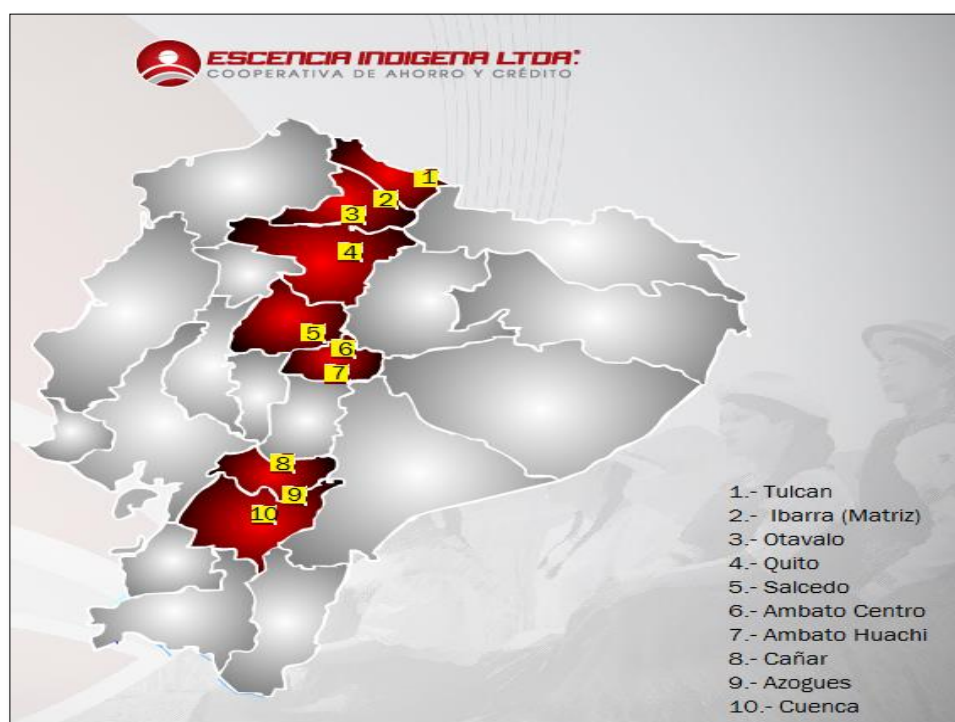 ESCENCIA INDIGENA LTDA:
COOPERATIVA DE AHORRO Y CRÉDITO
1
2
3
4
5
6
7
8
9
10
1.- Tulcan
2.- Ibarra (Matriz)
3.- Otavalo
4.- Quito
5.- Salcedo
6.- Ambato Centro
7.- Ambato Huachi
8.- Cañar
9.- Azogues
10.- Cuenca